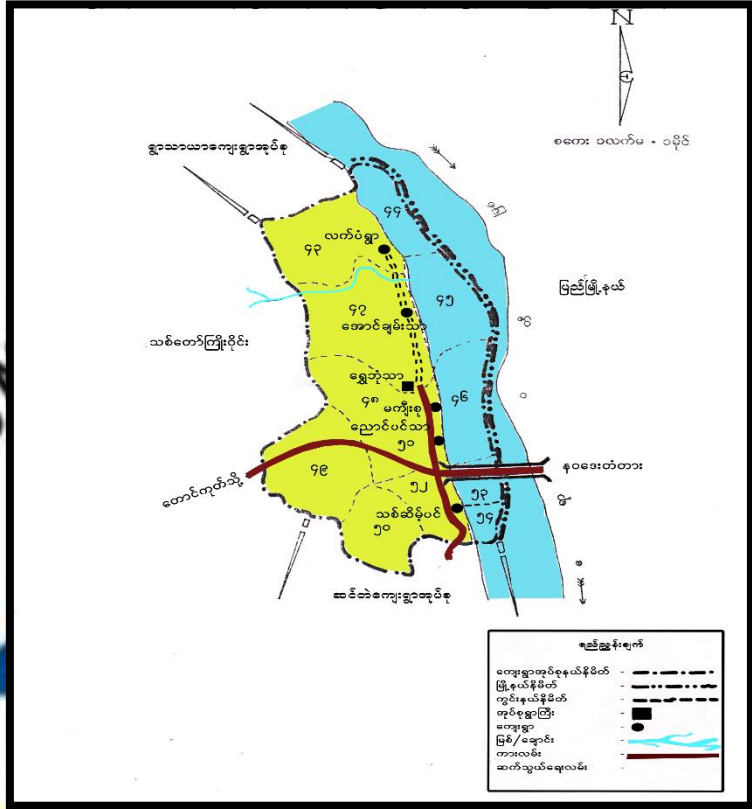 N
စကေး ၁လက်မ - ၁မိုင်
ရွာသာယာကျေးရွာအုပ်စု
၄၄
၄၃
လက်ပံရွာ
၄၅
ပြည်မြို့နယ်
၄၇
အောင်ချမ်းသာ
သစ်တော်ကြိုးဝိုင်း
ရွှေဘုံသာ
၄၈
မကျီးစု
၄၆
ညောင်ပင်သာ
၅၁
၄၉
နဝဒေးတံတား
တောင်ကုတ်သို့
၅၂
၅၃
သစ်ဆိမ့်ပင်
၅၄
၅၀
ဆင်တဲကျေးရွာအုပ်စု
ရည်ညွှန်းချက်
ကျေးရွာအုပ်စုနယ်နိမိတ် -
မြို့နယ်နိမိတ် -
ကွင်းနယ်နိမိတ် -
အုပ်စုရွာကြီး -
ကျေးရွာ -
မြစ်/ချောင်း -
ကားလမ်း -
ဆက်သွယ်ရေးလမ်း -